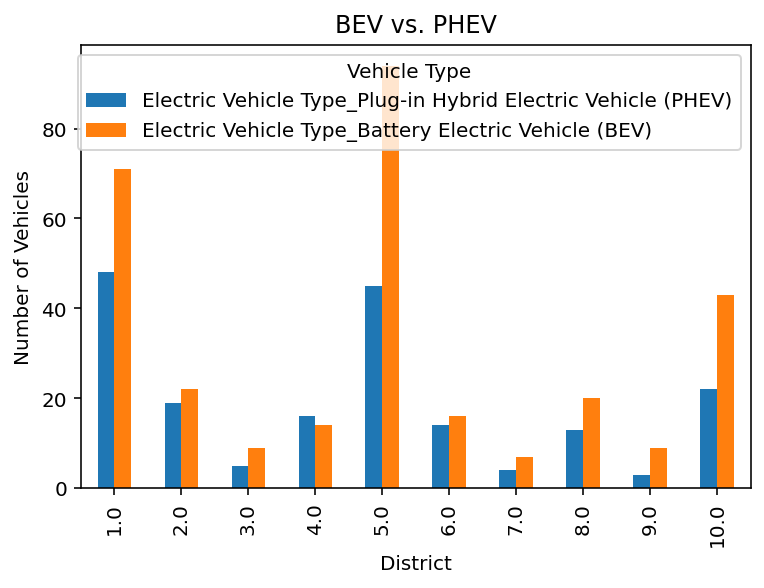 BEV vs. PHEV
Vehicle Type
Electric Vehicle Type_Plug-in Hybrid Electric Vehicle (PHEV)
Electric Vehicle Type_Battery Electric Vehicle (BEV)
Number of Vehicles
80
60
40
20
0
1.0 2.0 3.0 4.0 5.0 6.0 7.0 8.0 9.0 10.0
District